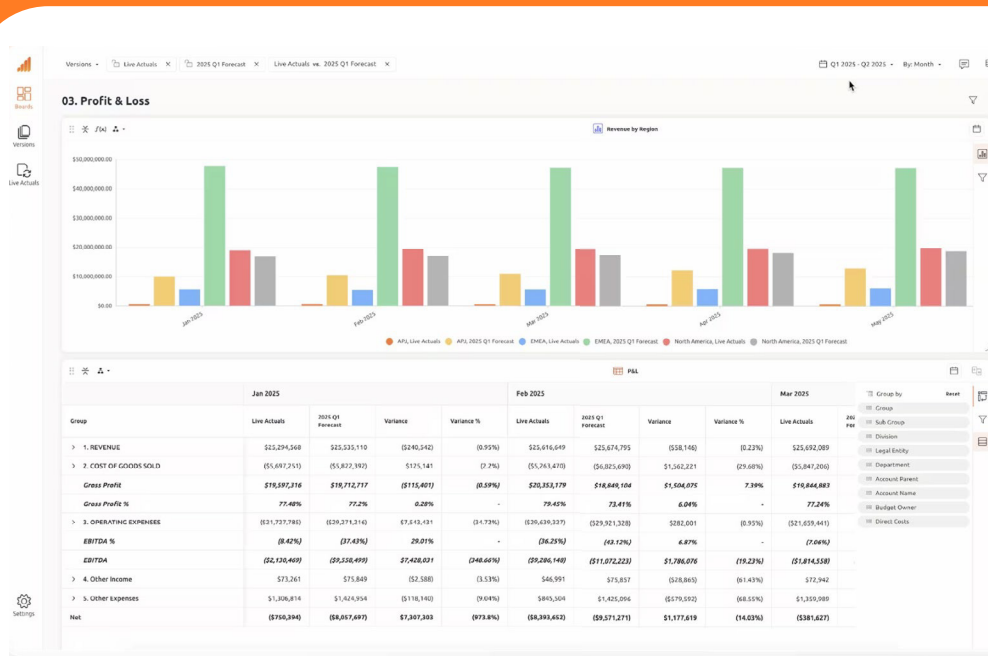 Versions Live Actuals × 2025 Q1 Forecast × Live Actuals vs. 2025 Q1 Forecast × Q1 2025 - Q2 2025 By: Month
Boards
Versions
Live Actuals
Settings
03. Profit & Loss
Revenue by Region
$50,000,000.00
$40,000,000.00
$30,000,000.00
$20,000,000.00
$10,000,000.00
$0.00
Jan 2025 Feb 2025 Mar 2025 Apr 2025 May 2025
APJ, Live Actuals APJ, 2025 Q1 Forecast EMEA, Live Actuals EMEA, 2025 Q1 Forecast North America, Live Actuals North America, 2025 Q1 Forecast
P&L
Jan 2025 Feb 2025 Mar 2025
Group Live Actuals 2025 Q1 Forecast Variance Variance % Live Actuals 2025 Q1 Forecast Variance Variance % Live Actuals
1. REVENUE $25,294,568 $25,535,110 ($240,542) (0.95%) $25,616,649 $25,674,795 ($58,146) (0.23%) $25,692,089
2. COST OF GOODS SOLD ($5,697,251) ($5,822,392) $125,141 (2.2%) ($5,263,470) ($6,825,690) $1,562,221 (29.68%) ($5,847,206)
Gross Profit $19,597,316 $19,712,717 ($115,401) (0.59%) $20,353,179 $18,849,104 $1,504,075 7.39% $19,844,883
Gross Profit % 77.48% 77.2% 0.28% - 79.45% 73.41% 6.04% - 77.24%
3. OPERATING EXPENSES ($21,727,785) ($29,271,216) $7,543,431 (34.72%) ($29,639,327) ($29,921,328) $282,001 (0.95%) ($21,659,441)
EBITDA % (8.42%) (37.43%) 29.01% - (36.25%) (43.12%) 6.87% - (7.06%)
EBITDA ($2,130,469) ($9,558,499) $7,428,031 (348.66%) ($9,286,148) ($11,072,223) $1,786,076 (19.23%) ($1,814,558)
4. Other Income $73,261 $75,849 ($2,588) (3.53%) $46,991 $75,857 ($28,865) (61.43%) $72,942
5. Other Expenses $1,306,814 $1,424,954 ($118,140) (9.04%) $845,504 $1,425,096 ($579,592) (68.55%) $1,359,989
Net ($750,394) ($8,057,697) $7,307,303 (973.8%) ($8,393,652) ($9,571,271) $1,177,619 (14.03%) ($381,627)
Group by Reset
Group
Sub Group
Division
Legal Entity
Department
Account Parent
Account Name
Budget Owner
Direct Costs